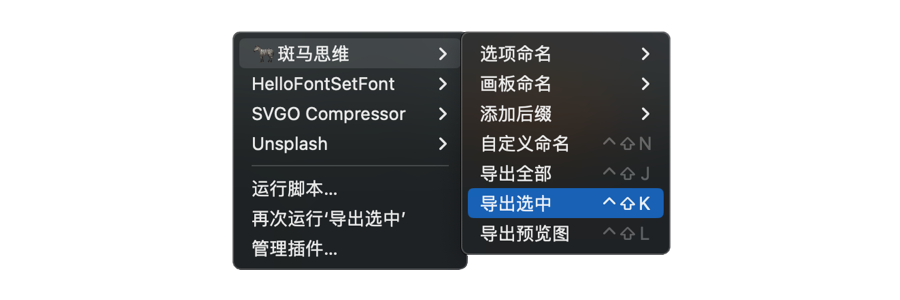 🦓 斑马思维
HelloFontSetFont
SVGO Compressor
Unsplash
运行脚本...
再次运行‘导出选中’
管理插件...
选项命名
画板命名
添加后缀
自定义命名 ⌃⇧N
导出全部 ⌃⇧J
导出选中 ⌃⇧K
导出预览图 ⌃⇧L